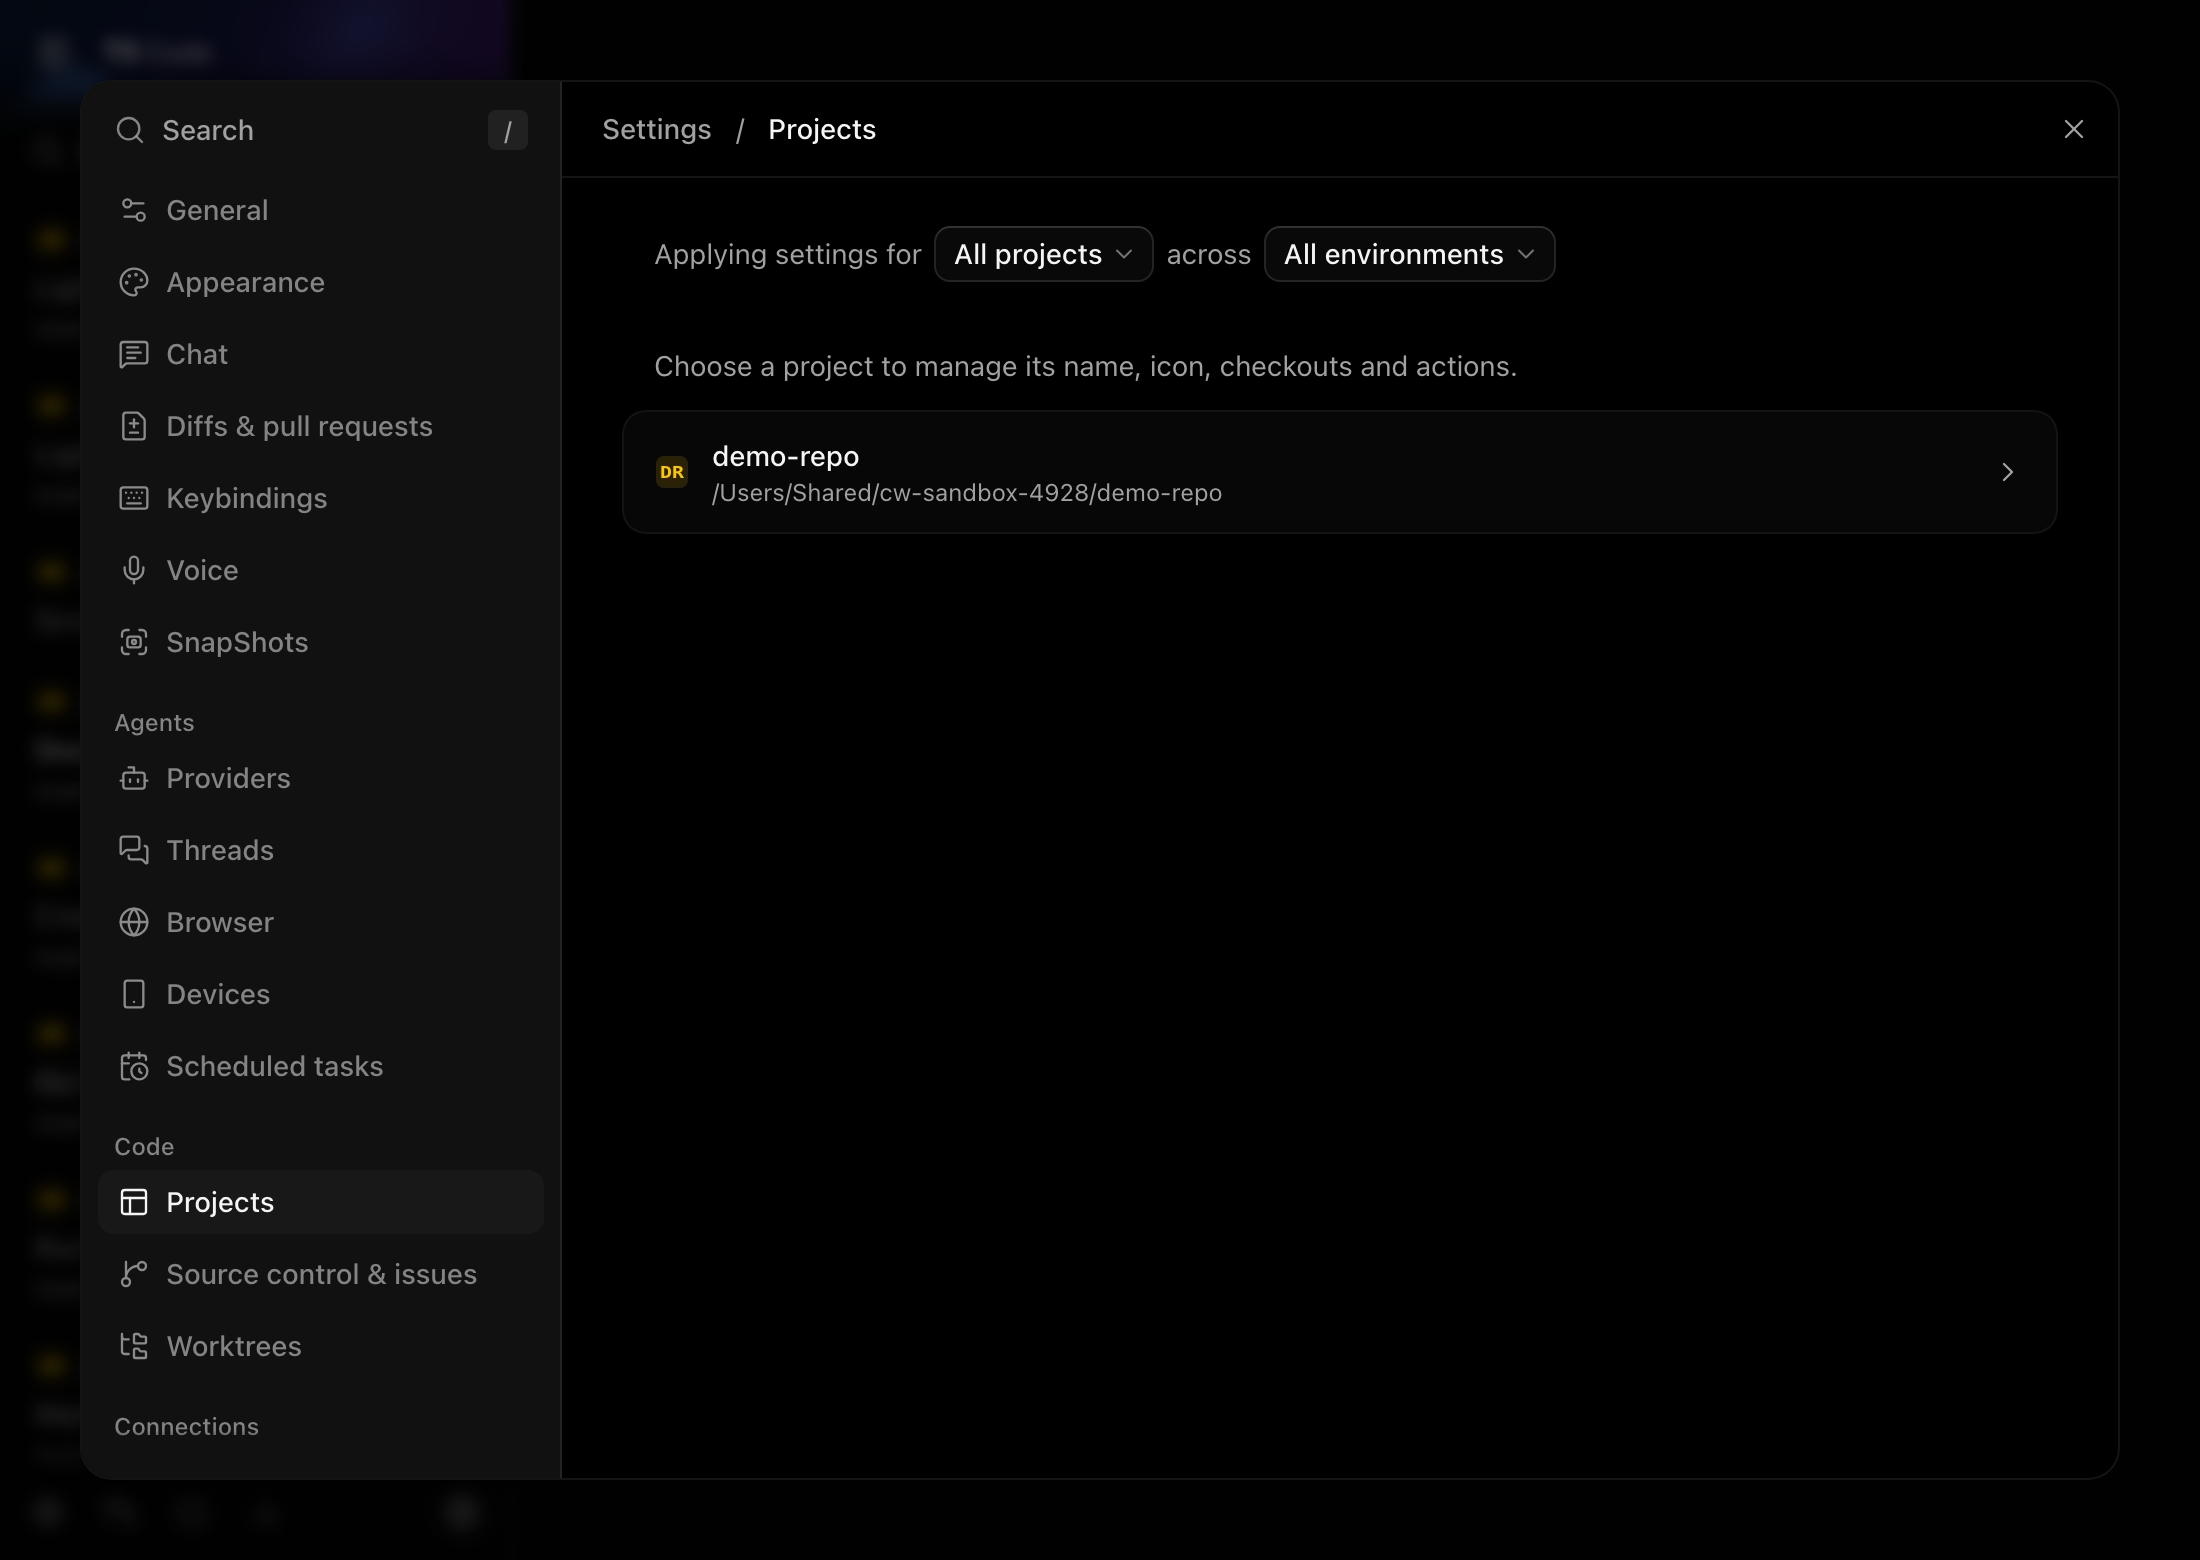 Search /
General
Appearance
Chat
Diffs & pull requests
Keybindings
Voice
SnapShots
Agents
Providers
Threads
Browser
Devices
Scheduled tasks
Code
Projects
Source control & issues
Worktrees
Connections
Settings / Projects
Applying settings for All projects across All environments
Choose a project to manage its name, icon, checkouts and actions.
DR
demo-repo
/Users/Shared/cw-sandbox-4928/demo-repo